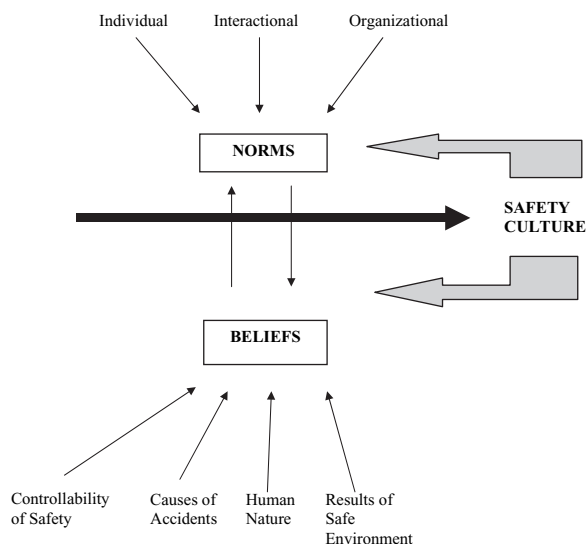 Individual
Interactional
Organizational
NORMS
SAFETY
CULTURE
BELIEFS
Controllability
of Safety
Causes of
Accidents
Human
Nature
Results of
Safe
Environment